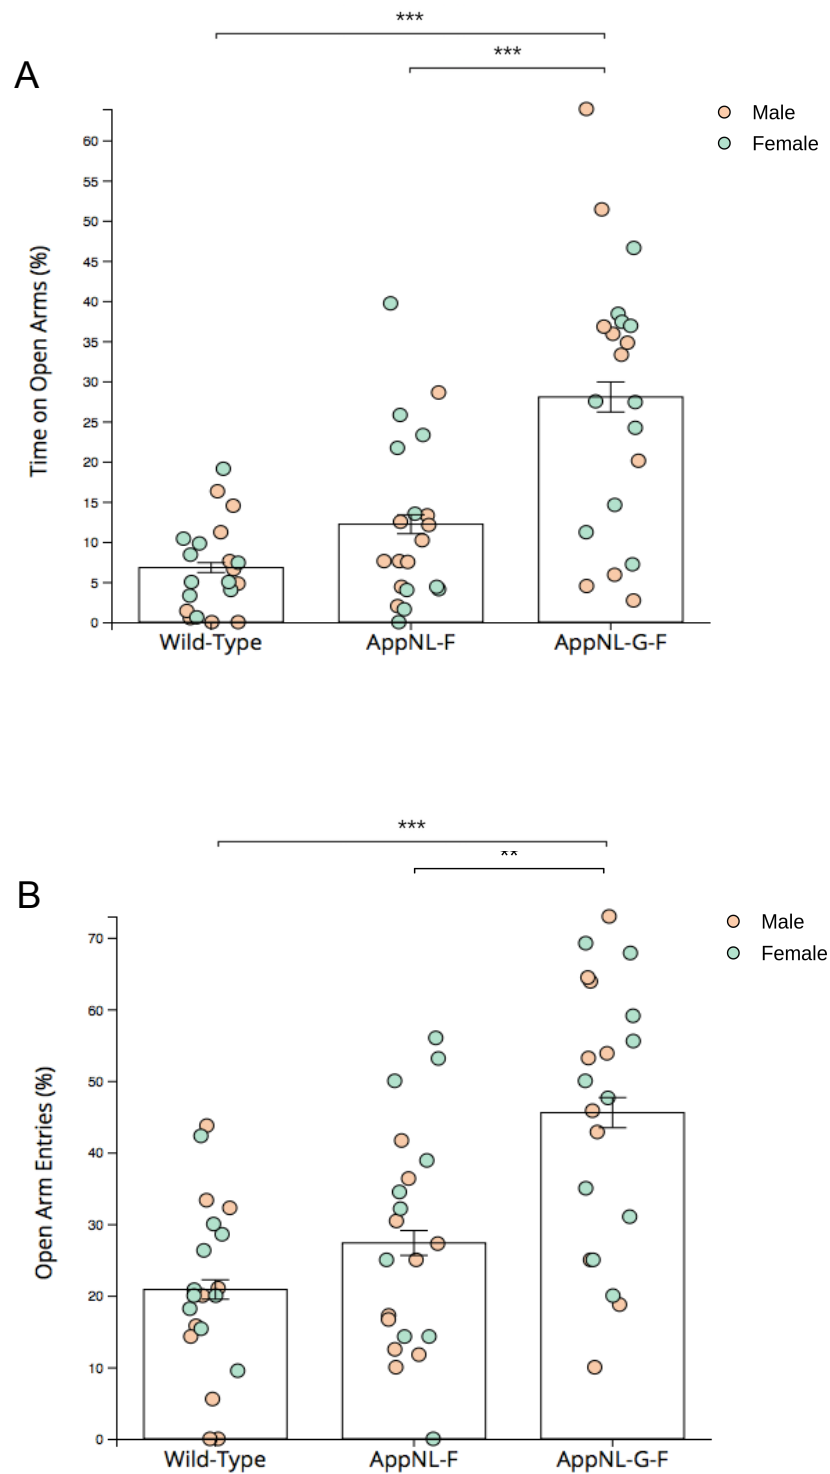 ***
***
A
Male
Female
Time on Open Arms (%)
60
55
50
45
40
35
30
25
20
15
10
5
0
Wild-Type
AppNL-F
AppNL-G-F
***
**
B
Male
Female
Open Arm Entries (%)
70
60
50
40
30
20
10
0
Wild-Type
AppNL-F
AppNL-G-F